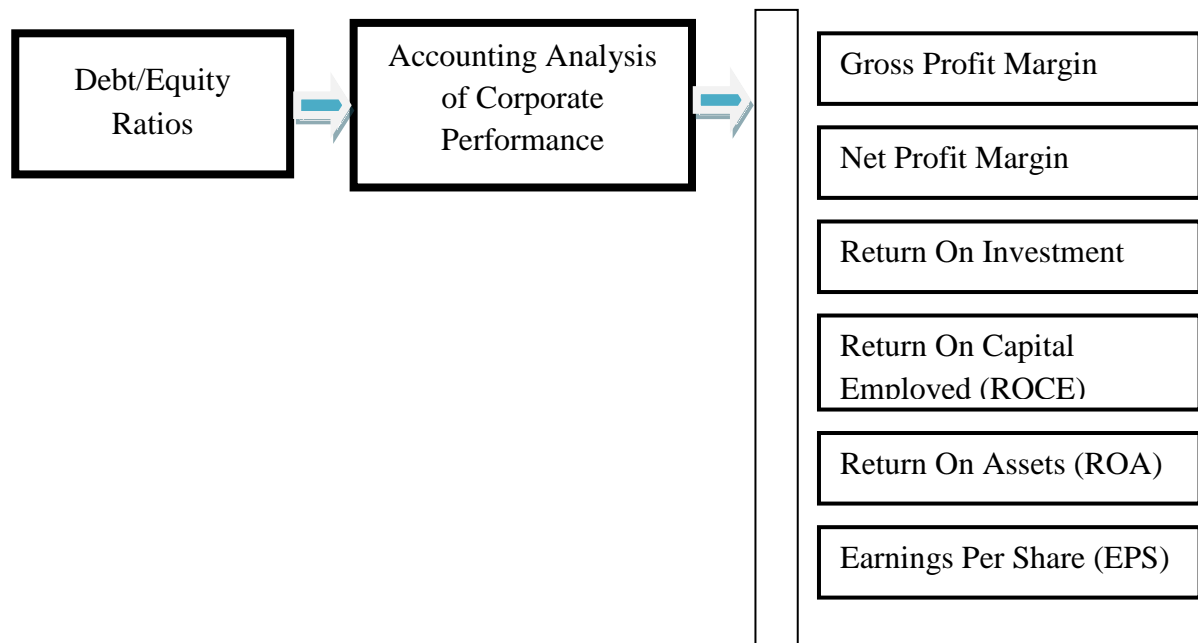 Debt/Equity
Ratios
Accounting Analysis
of Corporate
Performance
Gross Profit Margin
Net Profit Margin
Return On Investment
Return On Capital
Employed (ROCE)
Return On Assets (ROA)
Earnings Per Share (EPS)